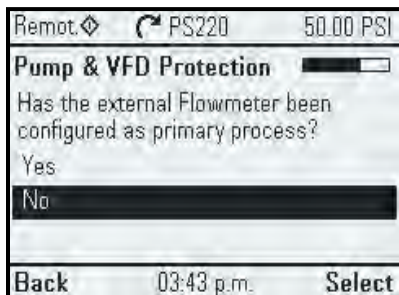 Remot. PS220 50.00 PSI
Pump & VFD Protection
Has the external Flowmeter been
configured as primary process?
Yes
No
Back 03:43 p.m. Select